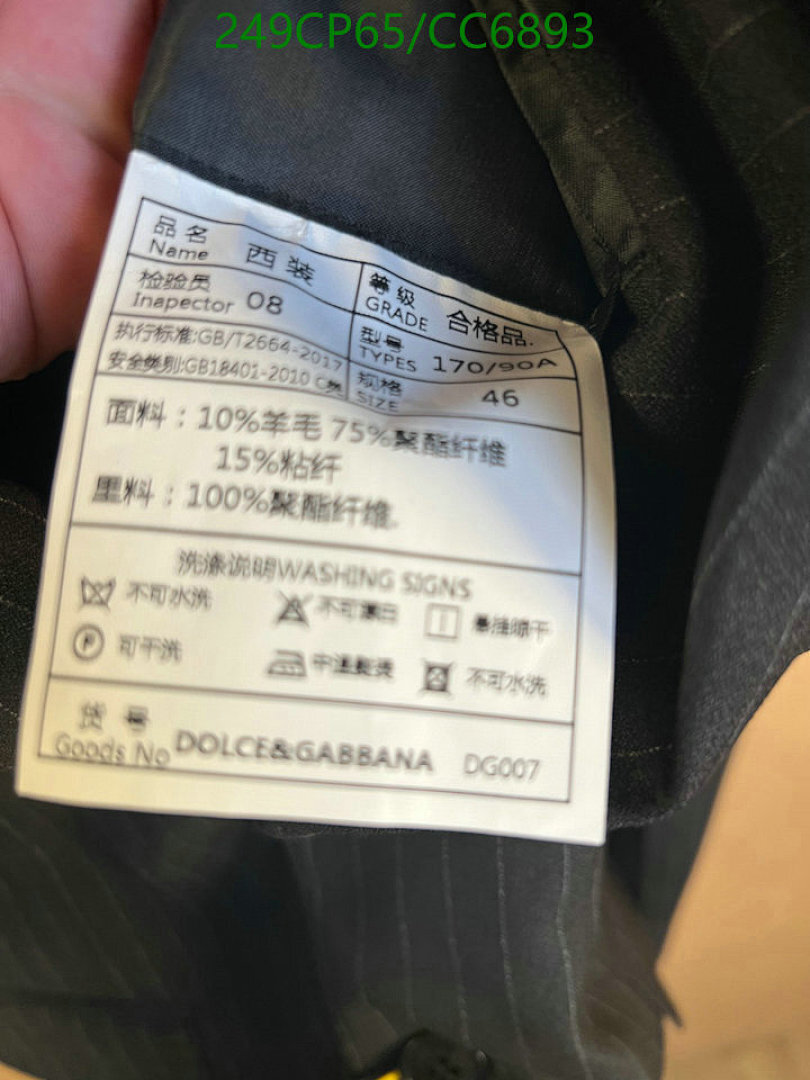 249CP65/CC6893
品名 Name 西装
等级 GRADE 合格品.
检验员 Inapector 08
型号 TYPES 170/90A
执行标准:GB/T2664-2017
安全类别:GB18401-2010 C类
规格 SIZE 46
面料：10%羊毛 75%聚酯纤维
15%粘纤
里料：100%聚酯纤维.
洗涤说明WASHING SIGNS
不可水洗 不可漂白 悬挂晾干
P 可干洗 中温熨烫 不可水洗
货号 Goods No DOLCE&GABBANA DG007